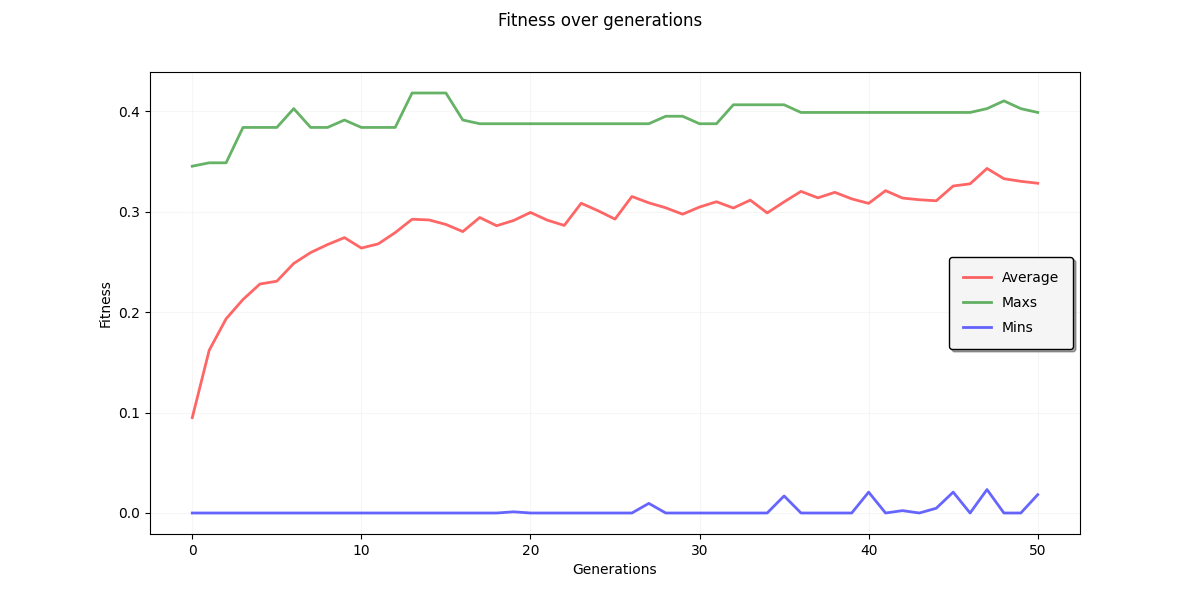 Fitness over generations
0.4
0.3
0.2
0.1
0.0
Fitness
Average
Maxs
Mins
0 10 20 30 40 50
Generations